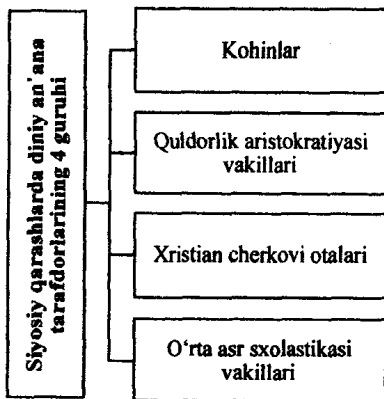 Siyosiy qarashlarda diniy an'ana
tarafdorlarining 4 guruhi
Kohinlar
Quldorlik aristokratiyasi
vakillari
Xristian cherkovi otalari
O‘rta asr sxolastikasi
vakillari